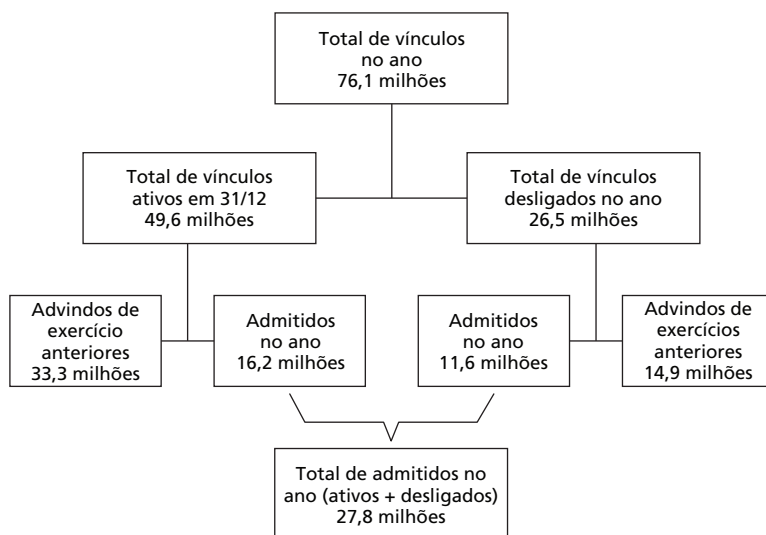 Total de vínculos
no ano
76,1 milhões
Total de vínculos
ativos em 31/12
49,6 milhões
Total de vínculos
desligados no ano
26,5 milhões
Advindos de
exercício
anteriores
33,3 milhões
Admitidos
no ano
16,2 milhões
Admitidos
no ano
11,6 milhões
Advindos de
exercícios
anteriores
14,9 milhões
Total de admitidos no
ano (ativos + desligados)
27,8 milhões